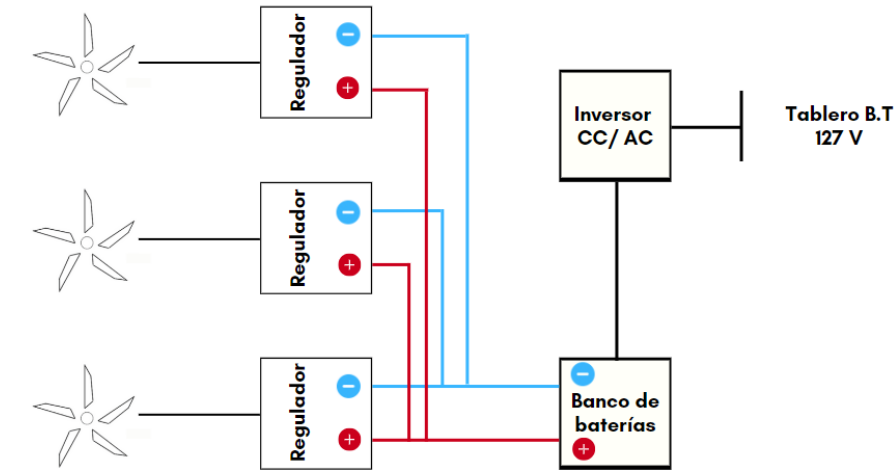 Regulador
−
+
Inversor
CC/ AC
Tablero B.T
127 V
Regulador
−
+
Regulador
−
+
−
Banco de
baterías
+